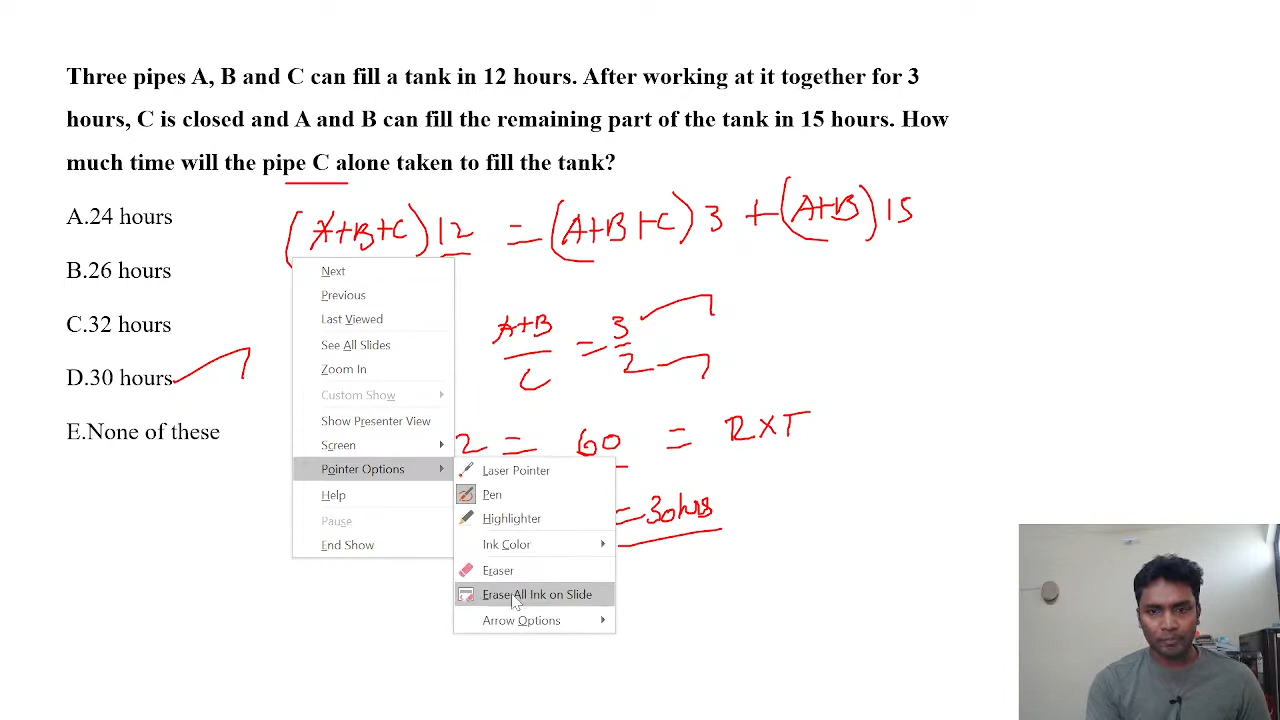 Three pipes A, B and C can fill a tank in 12 hours. After working at it together for 3
hours, C is closed and A and B can fill the remaining part of the tank in 15 hours. How
much time will the pipe C alone taken to fill the tank?
A.24 hours
(A+B+C) 12 = (A+B+C) 3 + (A+B) 15
B.26 hours
C.32 hours
A+B
C
= 3
2
D.30 hours
E.None of these
2 = 60 = RXT
= 30hrs
Next
Previous
Last Viewed
See All Slides
Zoom In
Custom Show
Show Presenter View
Screen
Pointer Options
Help
Pause
End Show
Laser Pointer
Pen
Highlighter
Ink Color
Eraser
Erase All Ink on Slide
Arrow Options